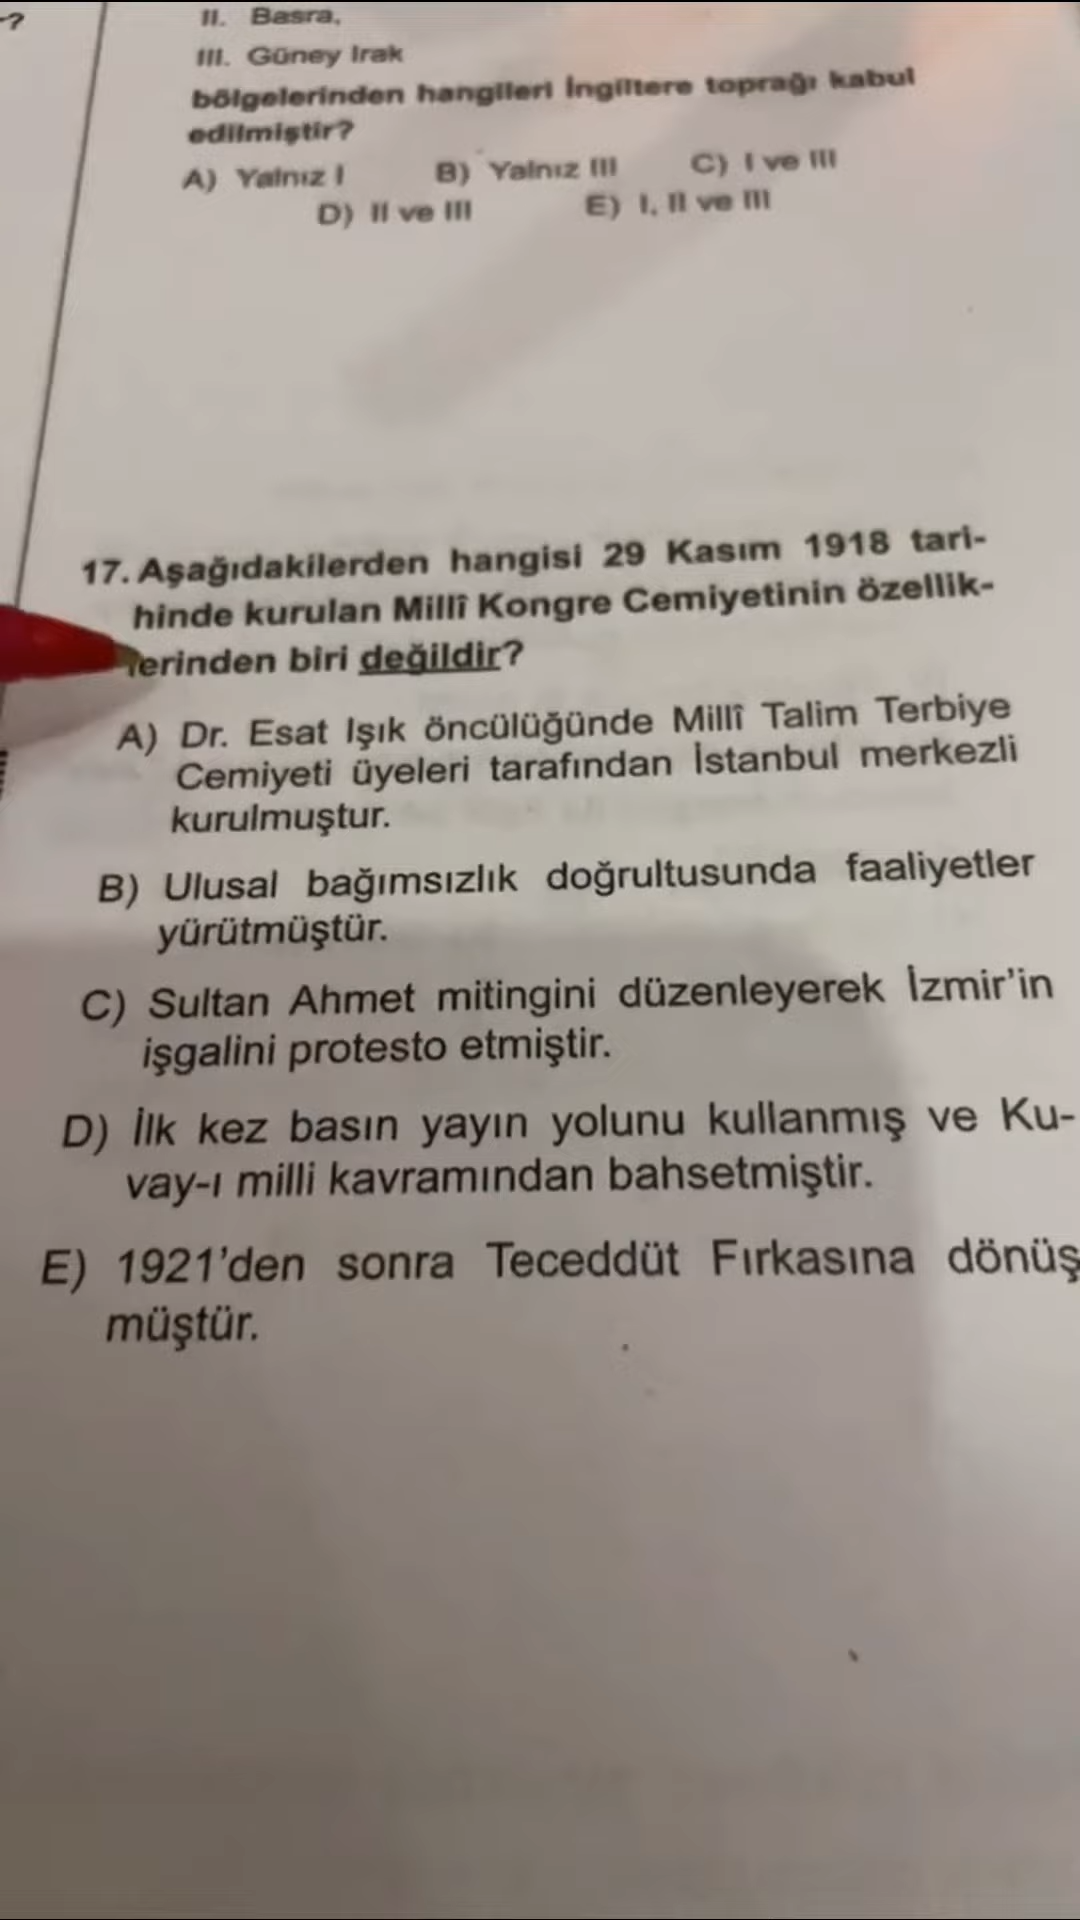 -?
II. Basra,
III. Güney Irak
bölgelerinden hangileri İngiltere toprağı kabul
edilmiştir?
A) Yalnız I B) Yalnız III C) I ve III
D) II ve III E) I, II ve III
17. Aşağıdakilerden hangisi 29 Kasım 1918 tari-
hinde kurulan Millî Kongre Cemiyetinin özellik-
lerinden biri değildir?
A) Dr. Esat Işık öncülüğünde Millî Talim Terbiye
Cemiyeti üyeleri tarafından İstanbul merkezli
kurulmuştur.
B) Ulusal bağımsızlık doğrultusunda faaliyetler
yürütmüştür.
C) Sultan Ahmet mitingini düzenleyerek İzmir'in
işgalini protesto etmiştir.
D) İlk kez basın yayın yolunu kullanmış ve Ku-
vay-ı milli kavramından bahsetmiştir.
E) 1921'den sonra Teceddüt Fırkasına dönüş
müştür.